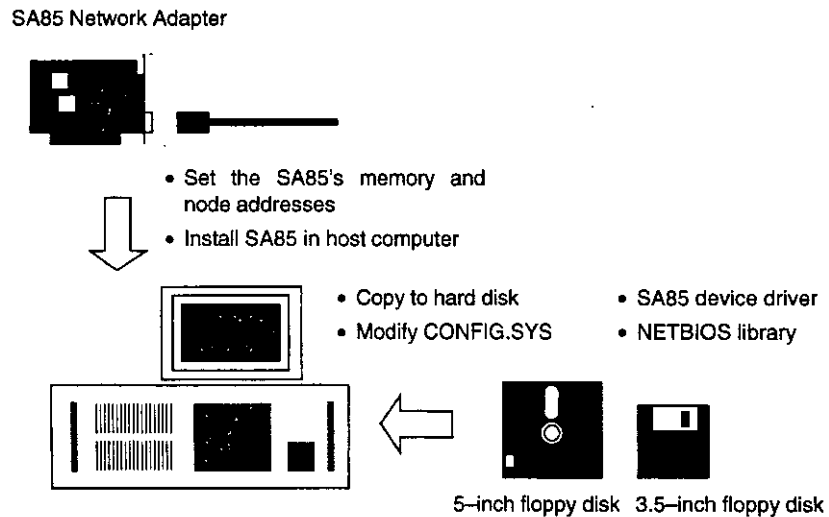 SA85 Network Adapter
• Set the SA85's memory and
node addresses
• Install SA85 in host computer
• Copy to hard disk
• Modify CONFIG.SYS
• SA85 device driver
• NETBIOS library
5–inch floppy disk
3.5–inch floppy disk